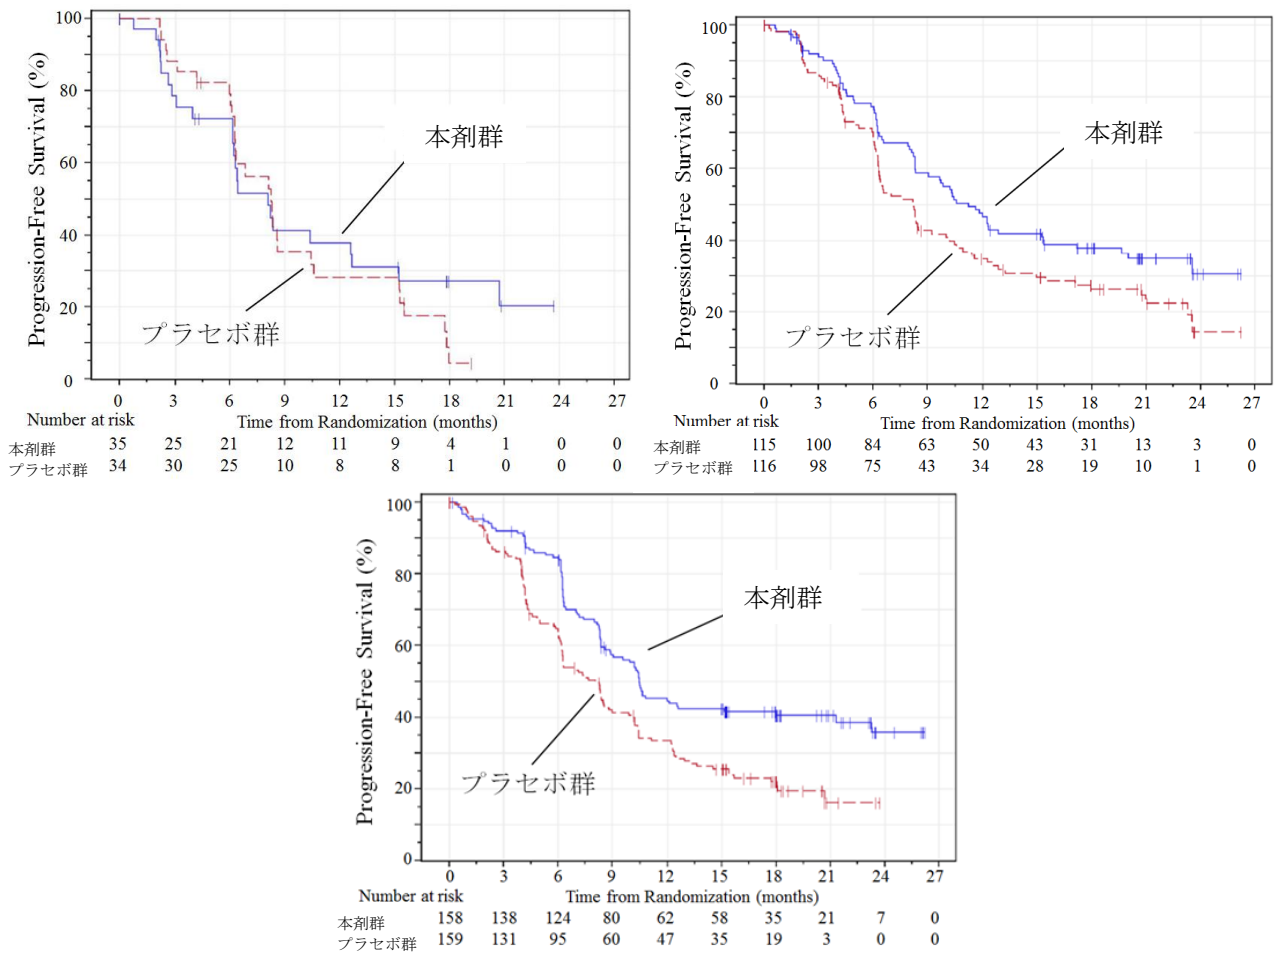 Progression-Free Survival (%)
100
80
60
40
20
0
本剤群
プラセボ群
0 3 6 9 12 15 18 21 24 27
Number at risk
Time from Randomization (months)
本剤群 35 25 21 12 11 9 4 1 0 0
プラセボ群 34 30 25 10 8 8 1 0 0 0
Progression-Free Survival (%)
100
80
60
40
20
0
本剤群
プラセボ群
0 3 6 9 12 15 18 21 24 27
Number at risk
Time from Randomization (months)
本剤群 115 100 84 63 50 43 31 13 3 0
プラセボ群 116 98 75 43 34 28 19 10 1 0
Progression-Free Survival (%)
100
80
60
40
20
0
本剤群
プラセボ群
0 3 6 9 12 15 18 21 24 27
Number at risk
Time from Randomization (months)
本剤群 158 138 124 80 62 58 35 21 7 0
プラセボ群 159 131 95 60 47 35 19 3 0 0